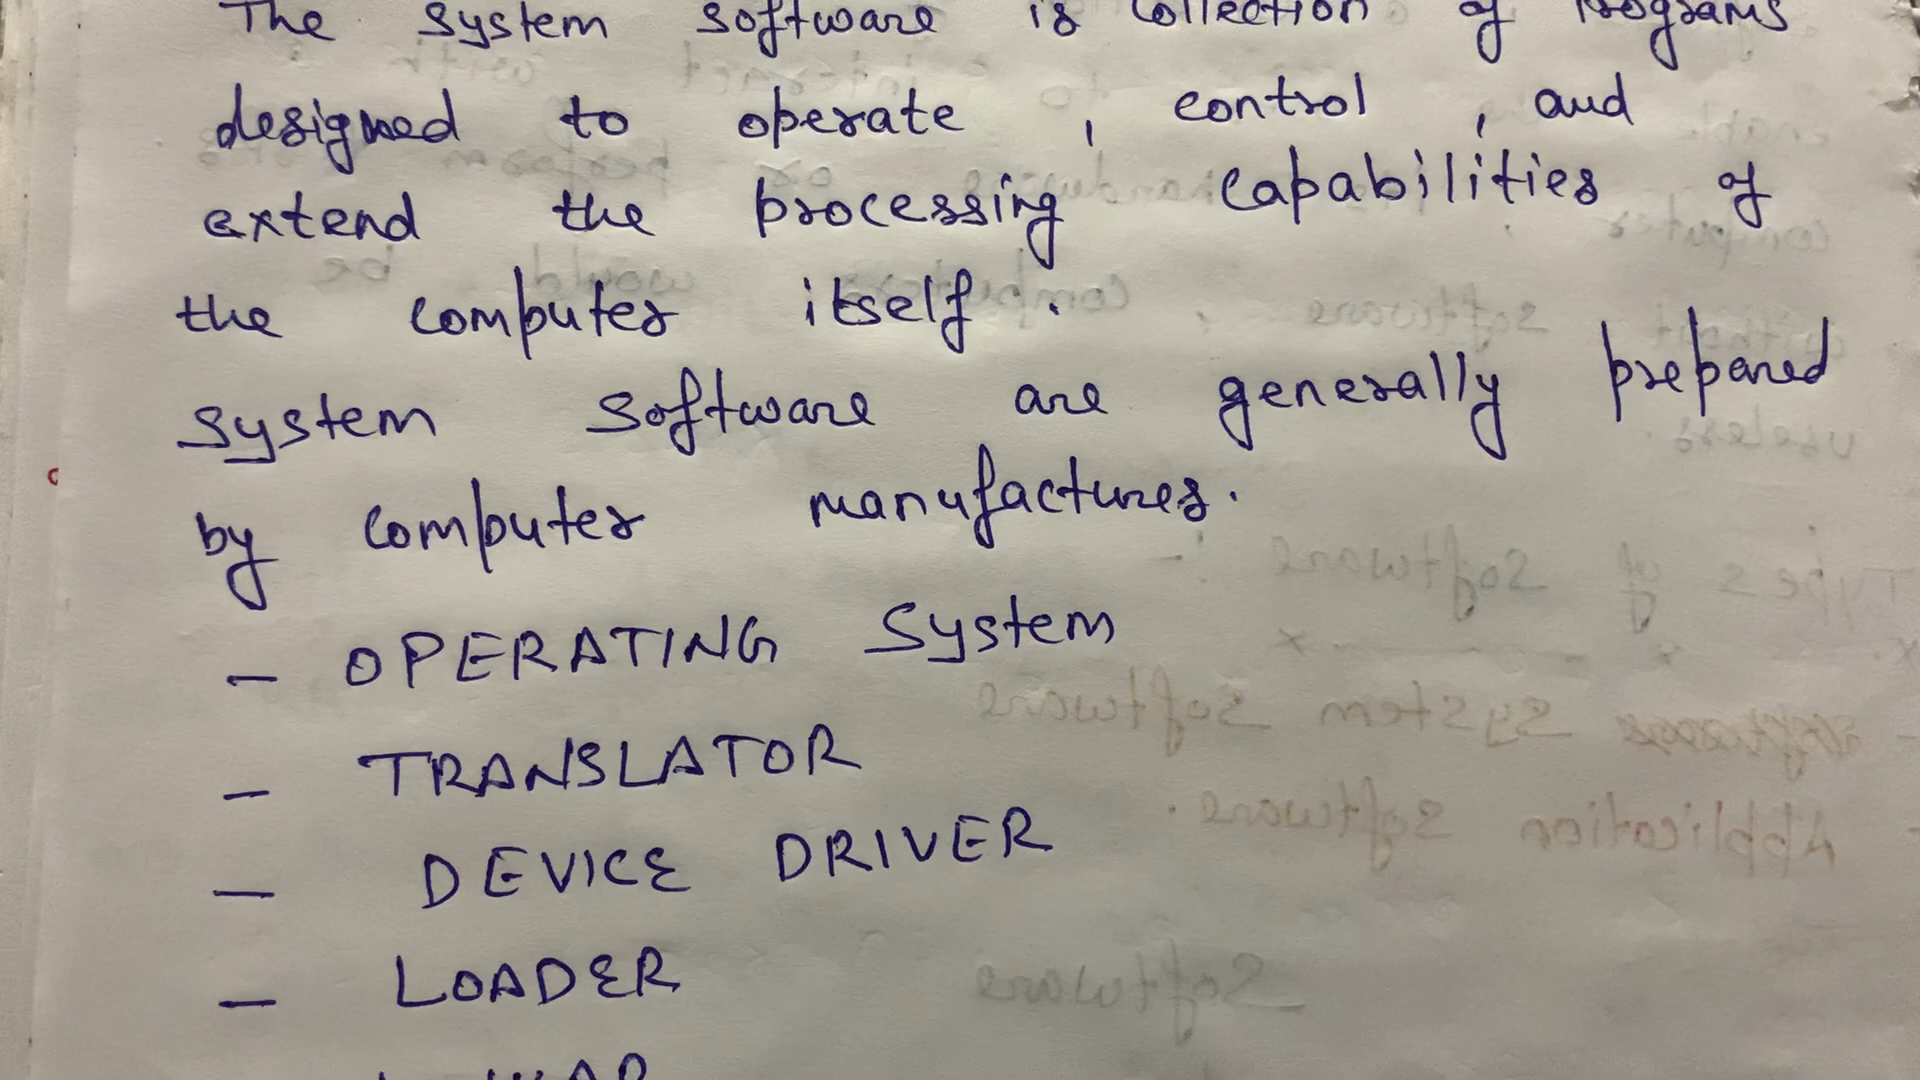 The system software is collection of programs
designed to operate, control, and
extend the processing capabilities of
the computer itself.
System software are generally prepared
by computer manufactures.
- OPERATING System
- TRANSLATOR
- DEVICE DRIVER
- LOADER